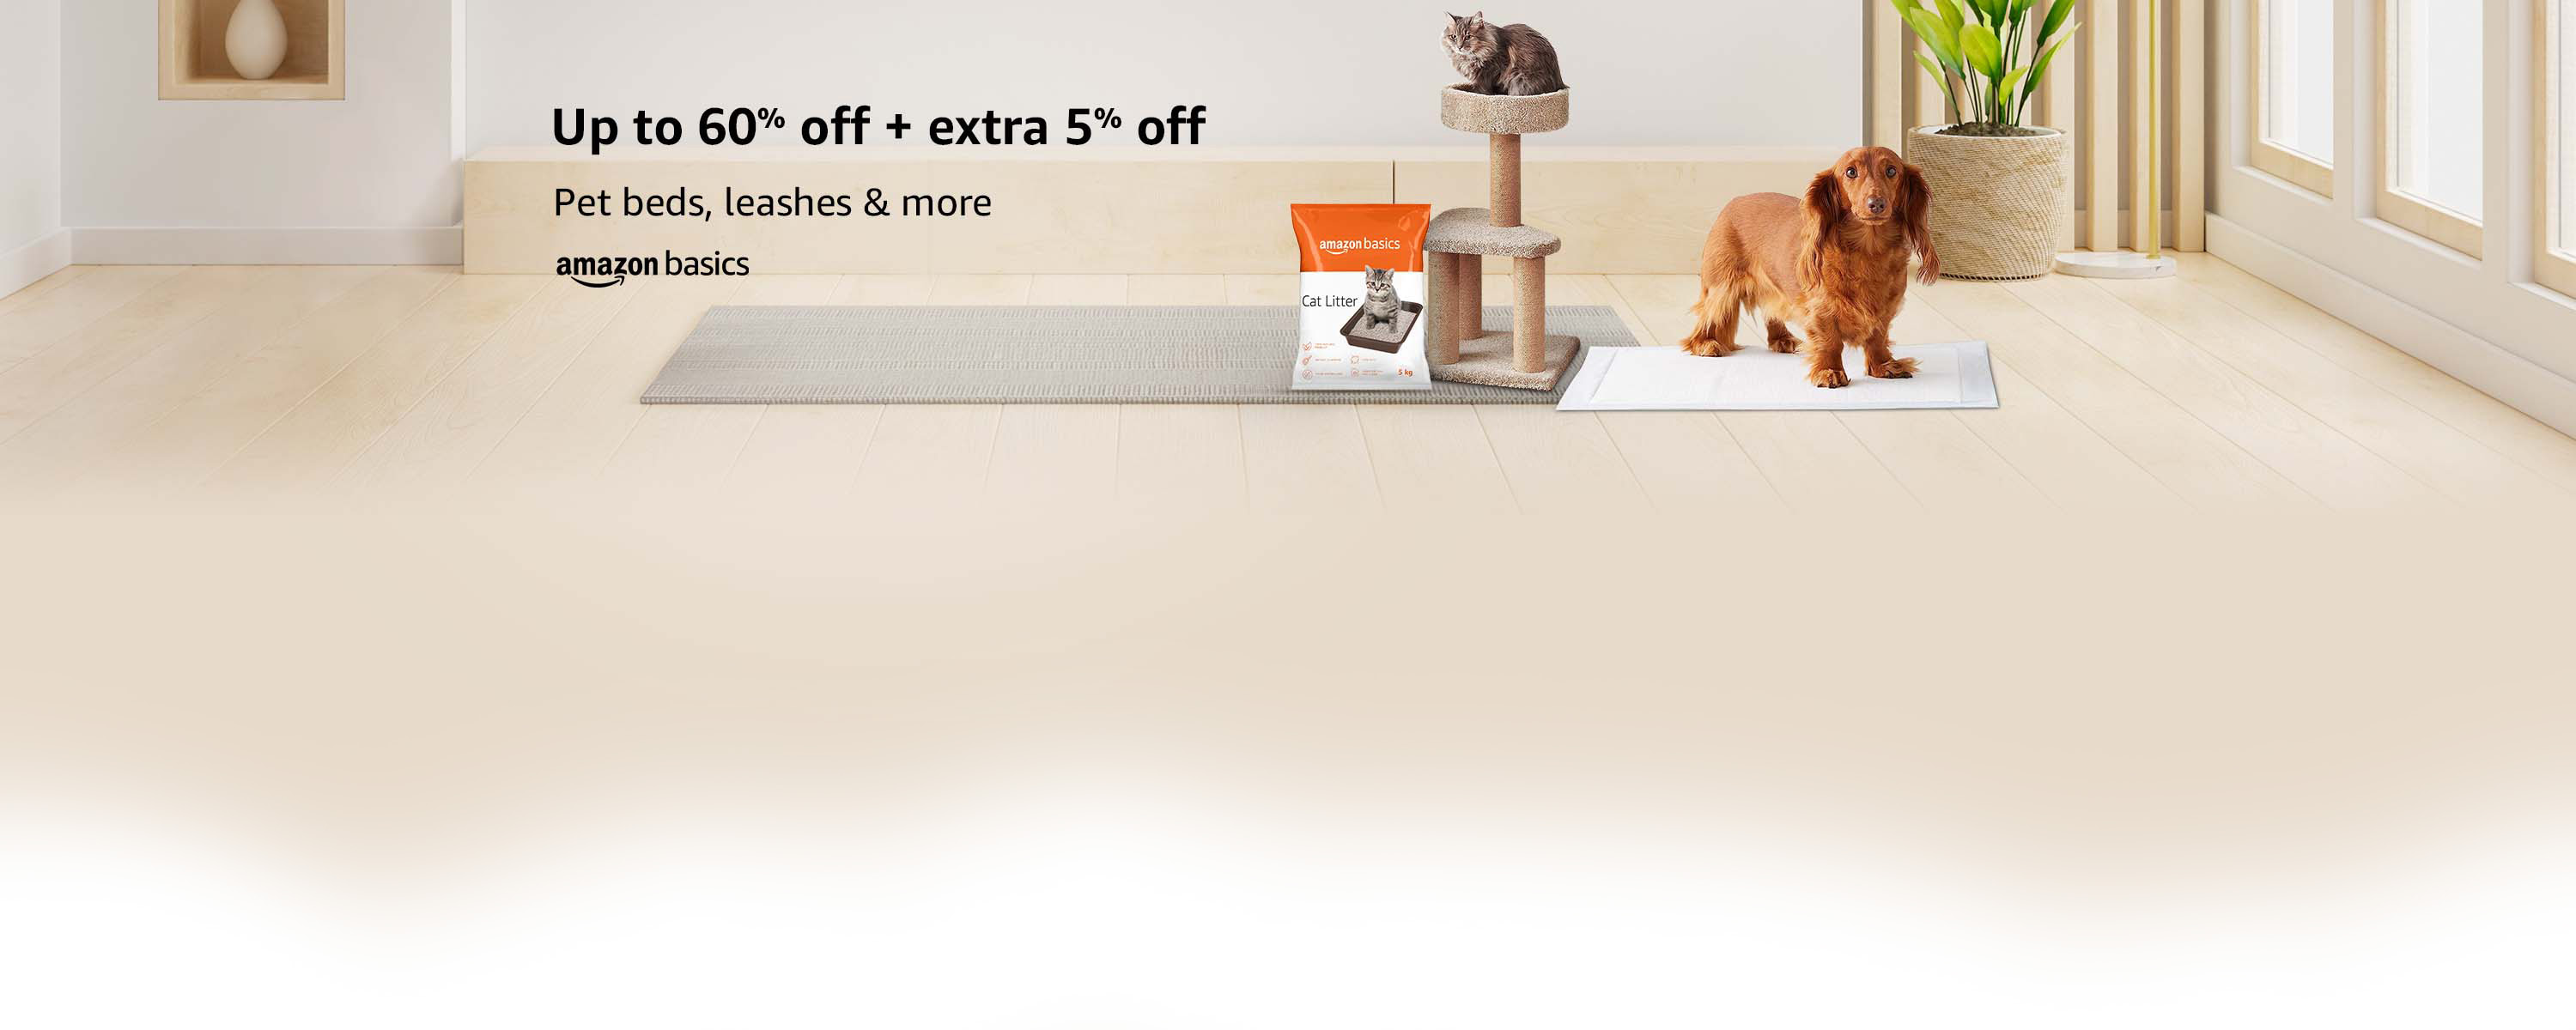 Up to 60% off + extra 5% off
Pet beds, leashes & more
amazon basics
amazon basics
Cat Litter
5 kg